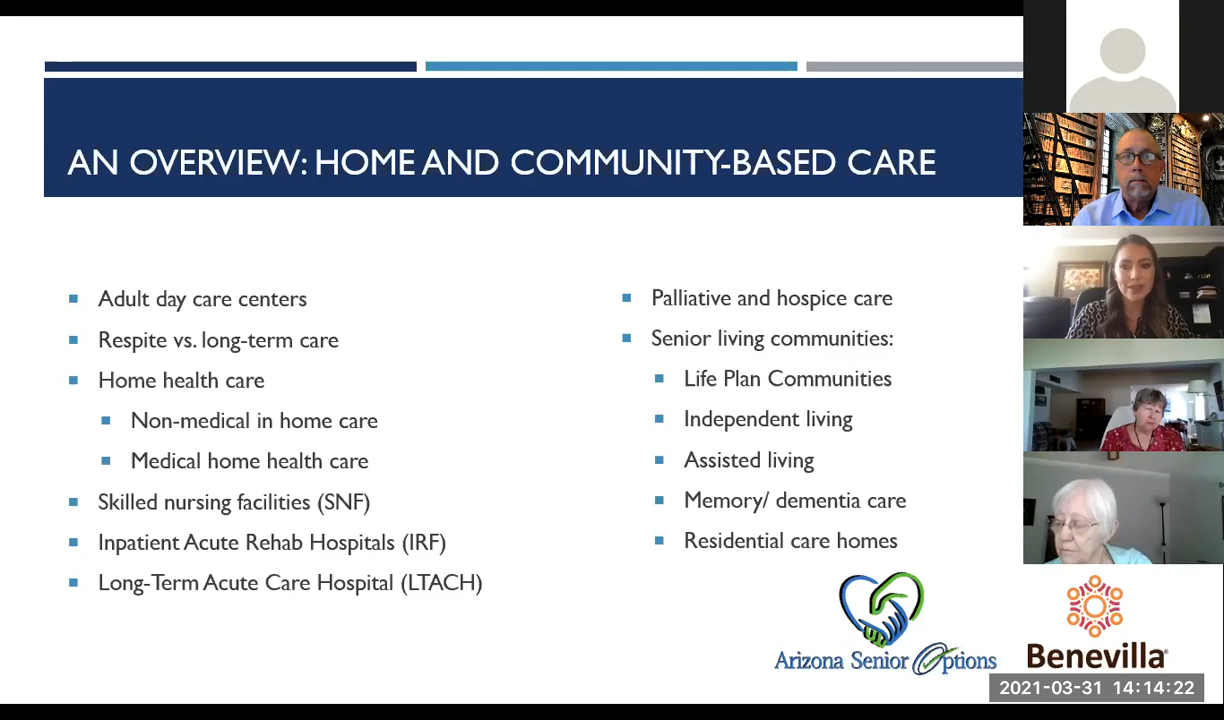 AN OVERVIEW: HOME AND COMMUNITY-BASED CARE
Adult day care centers
Respite vs. long-term care
Home health care
Non-medical in home care
Medical home health care
Skilled nursing facilities (SNF)
Inpatient Acute Rehab Hospitals (IRF)
Long-Term Acute Care Hospital (LTACH)
Palliative and hospice care
Senior living communities:
Life Plan Communities
Independent living
Assisted living
Memory/ dementia care
Residential care homes
Arizona Senior Options
Benevilla®
2021-03-31 14:14:22